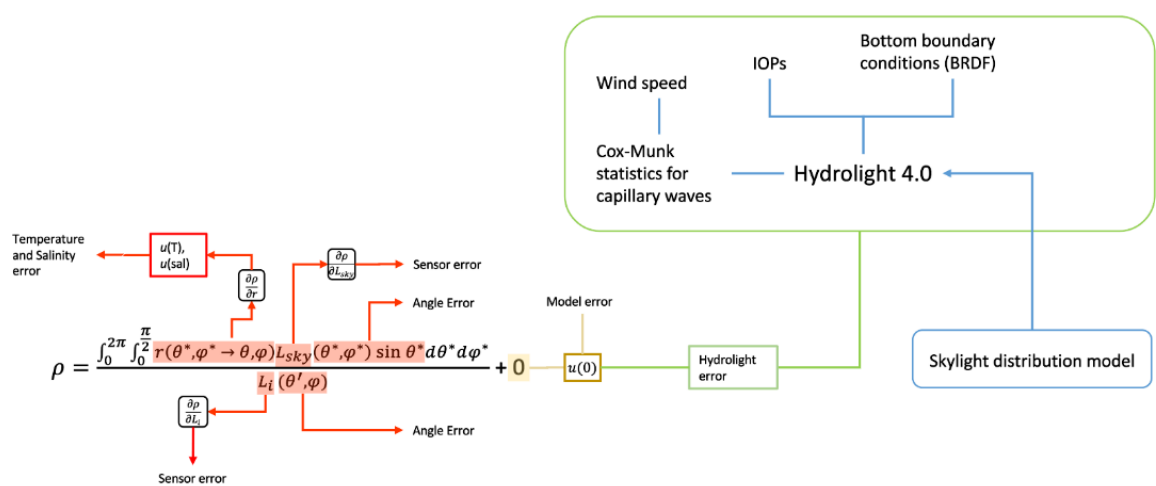 Bottom boundary
conditions (BRDF)
IOPs
Wind speed
Cox-Munk
statistics for
capillary waves
Hydrolight 4.0
Temperature
and Salinity
error
u(T),
u(sal)
∂ρ/∂r
∂ρ/∂L_sky
Sensor error
Angle Error
Model error
ρ = ∫₀^2π ∫₀^π/2 r(θ*,φ* → θ,φ)L_sky(θ*,φ*) sin θ* dθ* dφ* / L_i (θ′,φ) + 0
u(0)
Hydrolight
error
Skylight distribution model
∂ρ/∂L_i
Angle Error
Sensor error